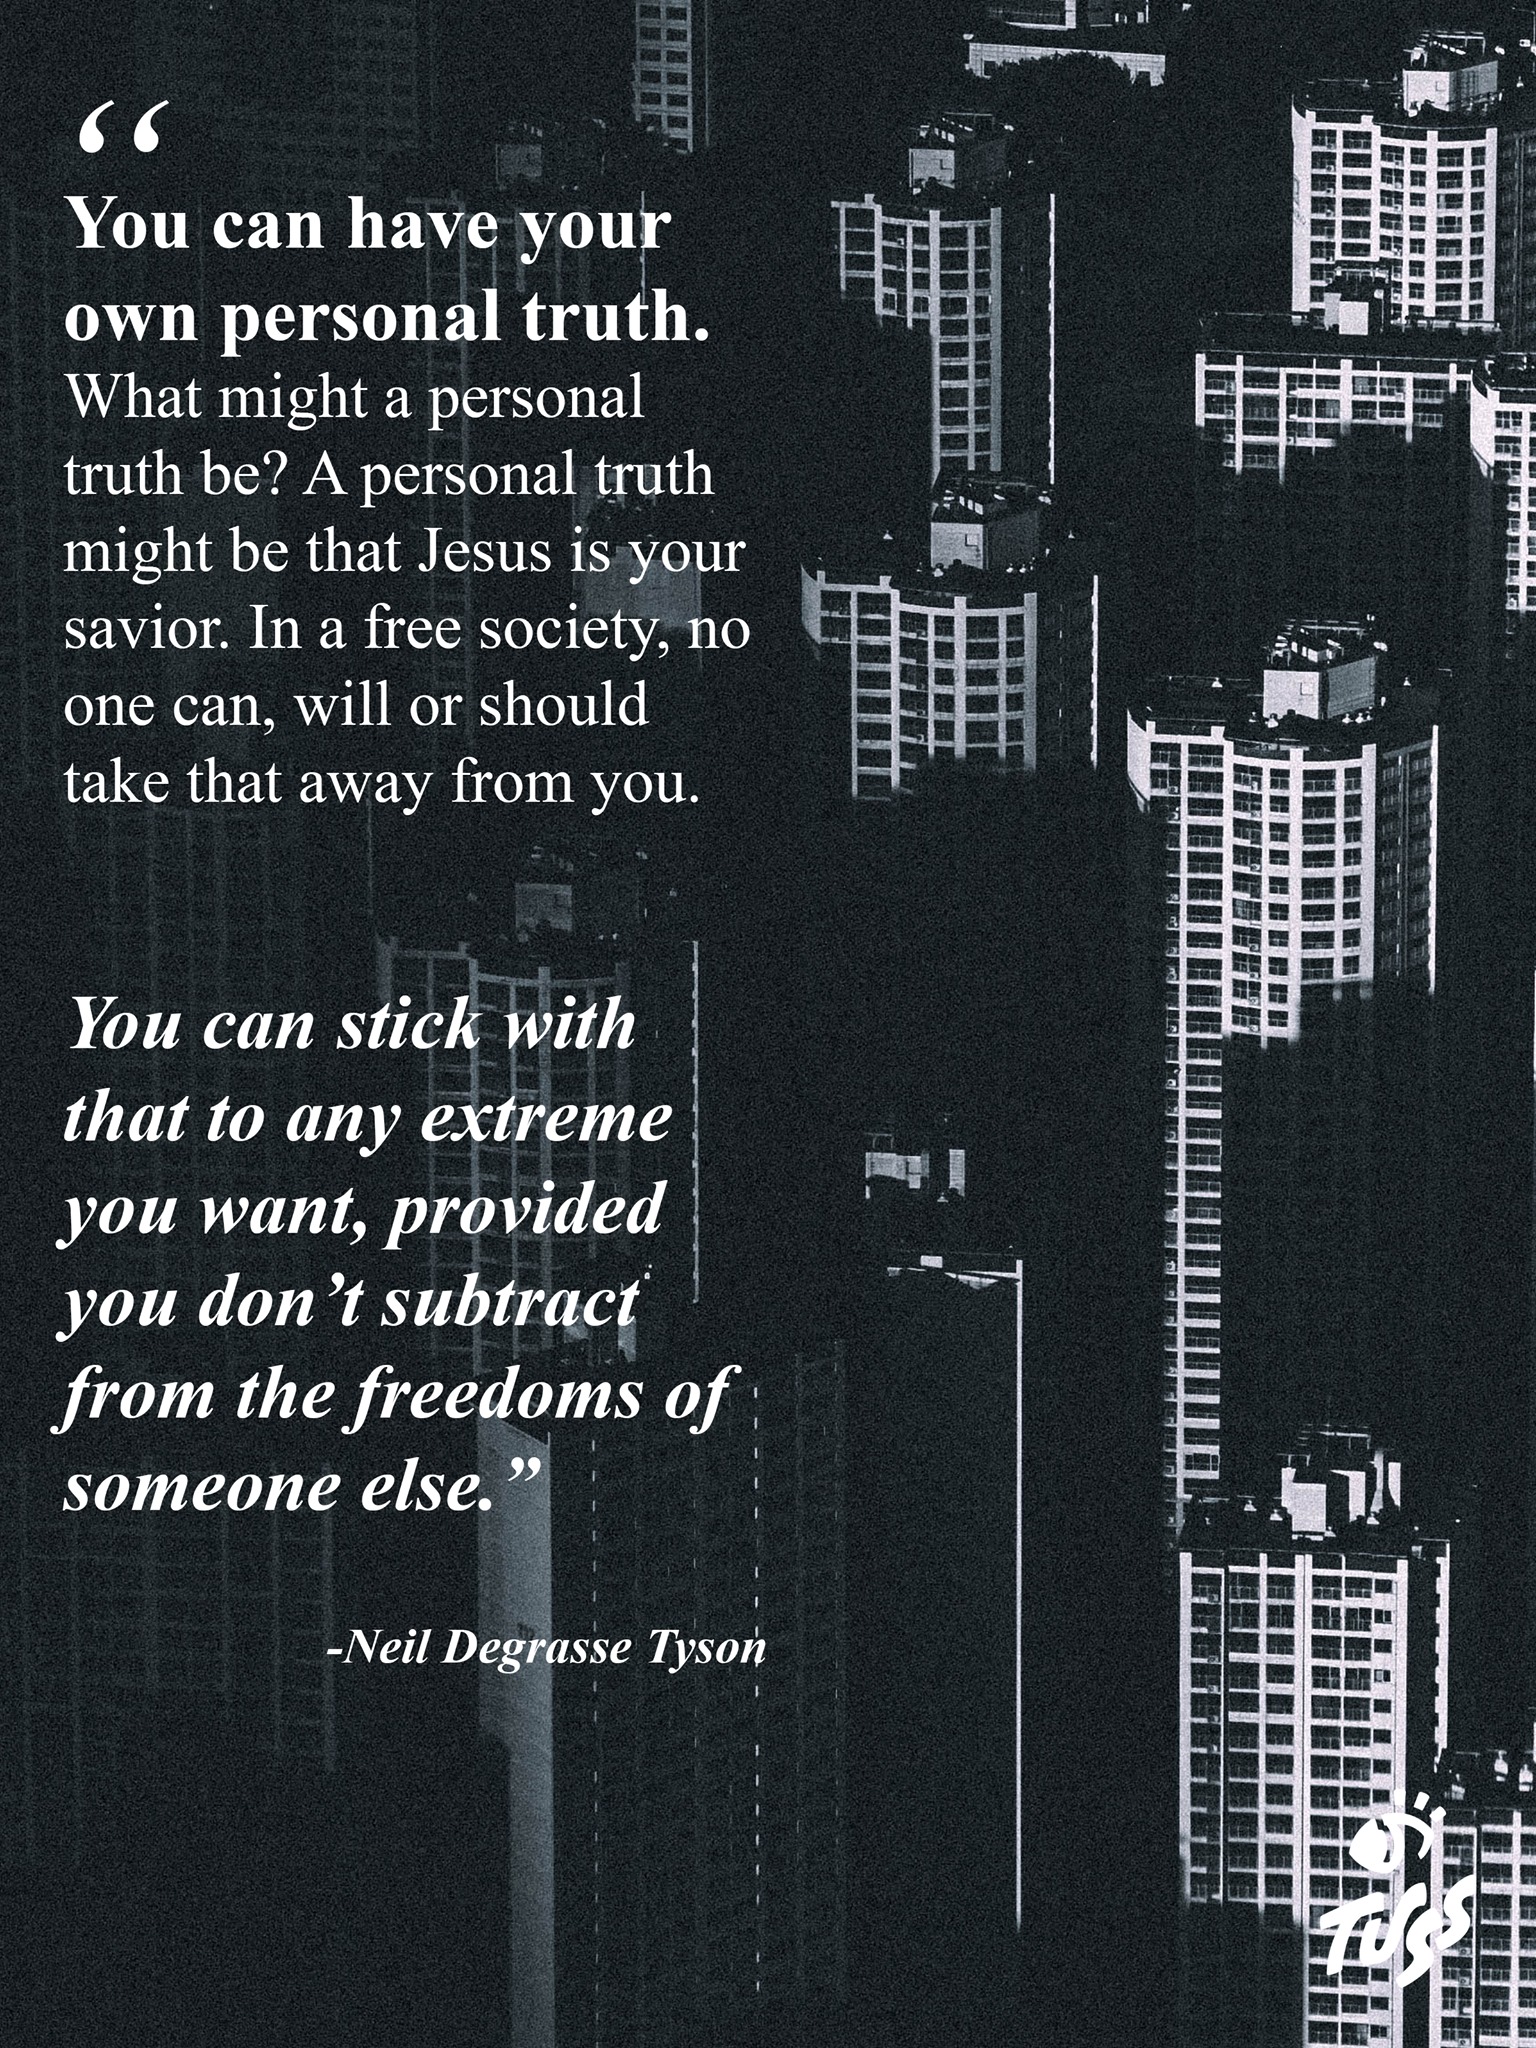 “
You can have your
own personal truth.
What might a personal
truth be? A personal truth
might be that Jesus is your
savior. In a free society, no
one can, will or should
take that away from you.
You can stick with
that to any extreme
you want, provided
you don’t subtract
from the freedoms of
someone else.”
-Neil Degrasse Tyson
TUSS